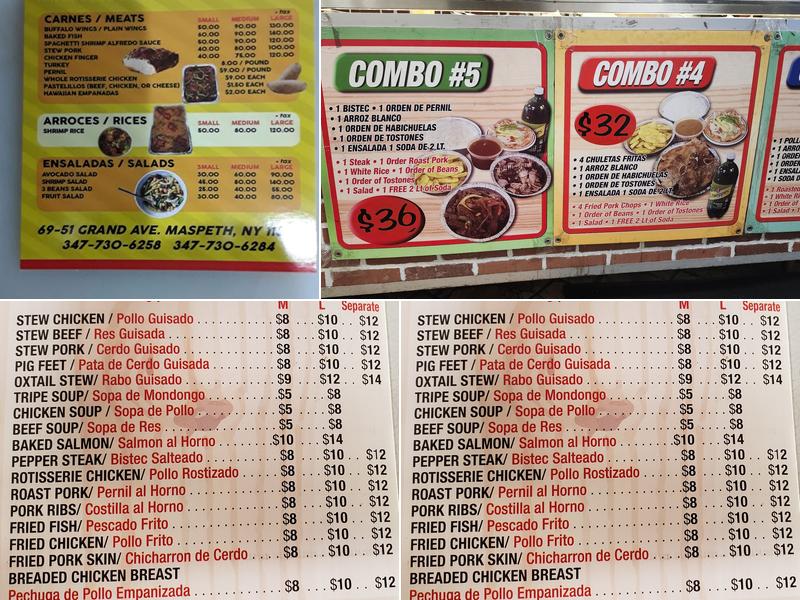 CARNES / MEATS
SMALL MEDIUM LARGE
- tax
BUFFALO WINGS / PLAIN WINGS 50.00 90.00 130.00
BAKED FISH 60.00 90.00
SPAGHETTI SHRIMP ALFREDO SAUCE 50.00 90.00
STEW PORK 40.00 80.00 100.00
CHICKEN FINGER 40.00 75.00 120.00
TURKEY 8.00 / POUND
PERNIL $9.00 / POUND
WHOLE ROTISSERIE CHICKEN $9.00 EACH
PASTELILLOS (BEEF, CHICKEN, OR CHEESE) $1.50 EACH
HAWAIIAN EMPANADAS $2.00 EACH
ARROCES / RICES
SMALL MEDIUM LARGE
- tax
SHRIMP RICE 50.00 80.00 120.00
ENSALADAS / SALADS
SMALL MEDIUM LARGE
- tax
AVOCADO SALAD 30.00 60.00 90.00
SHRIMP SALAD 45.00 85.00 160.00
3 BEANS SALAD 25.00 40.00 55.00
FRUIT SALAD 30.00 40.00 80.00
69-51 GRAND AVE. MASPETH, NY
347-730-6258 347-730-6284
COMBO #5
• 1 BISTEC • 1 ORDEN DE PERNIL
• 1 ARROZ BLANCO
• 1 ORDEN DE HABICHUELAS
• 1 ORDEN DE TOSTONES
• 1 ENSALADA 1 SODA DE 2 LT.
• 1 Steak • 1 Order Roast Pork
• 1 White Rice • 1 Order of Beans
• 1 Order of Tostones
• 1 Salad • 1 FREE 2 Lt of Soda
$36
COMBO #4
$32
• 4 CHULETAS FRITAS
• 1 ARROZ BLANCO
• 1 ORDEN DE HABICHUELAS
• 1 ORDEN DE TOSTONES
• 1 ENSALADA 1 SODA DE 2 LT.
• 4 Fried Pork Chops • 1 White Rice
• 1 Order of Beans • 1 Order of Tostones
• 1 Salad • 1 FREE 2 Lt of Soda
M L Separate
STEW CHICKEN / Pollo Guisado $8 $10 $12
STEW BEEF / Res Guisada $8 $10 $12
STEW PORK / Cerdo Guisado $8 $10 $12
PIG FEET / Pata de Cerdo Guisada $8 $10 $12
OXTAIL STEW/ Rabo Guisado $9 $12 $14
TRIPE SOUP/ Sopa de Mondongo $5 $8
CHICKEN SOUP / Sopa de Pollo $5 $8
BEEF SOUP/ Sopa de Res $5 $8
BAKED SALMON/ Salmon al Horno $10 $14
PEPPER STEAK/ Bistec Salteado $8 $10 $12
ROTISSERIE CHICKEN/ Pollo Rostizado $8 $10 $12
ROAST PORK/ Pernil al Horno $8 $10 $12
PORK RIBS/ Costilla al Horno $8 $10 $12
FRIED FISH/ Pescado Frito $8 $10 $12
FRIED CHICKEN/ Pollo Frito $8 $10 $12
FRIED PORK SKIN/ Chicharron de Cerdo $8 $10 $12
BREADED CHICKEN BREAST
Pechuga de Pollo Empanizada $8 $10 $12
M L Separate
STEW CHICKEN / Pollo Guisado $8 $10 $12
STEW BEEF / Res Guisada $8 $10 $12
STEW PORK / Cerdo Guisado $8 $10 $12
PIG FEET / Pata de Cerdo Guisada $8 $10 $12
OXTAIL STEW/ Rabo Guisado $9 $12 $14
TRIPE SOUP/ Sopa de Mondongo $5 $8
CHICKEN SOUP / Sopa de Pollo $5 $8
BEEF SOUP/ Sopa de Res $5 $8
BAKED SALMON/ Salmon al Horno $10 $14
PEPPER STEAK/ Bistec Salteado $8 $10 $12
ROTISSERIE CHICKEN/ Pollo Rostizado $8 $10 $12
ROAST PORK/ Pernil al Horno $8 $10 $12
PORK RIBS/ Costilla al Horno $8 $10 $12
FRIED FISH/ Pescado Frito $8 $10 $12
FRIED CHICKEN/ Pollo Frito $8 $10 $12
FRIED PORK SKIN/ Chicharron de Cerdo $8 $10 $12
BREADED CHICKEN BREAST
Pechuga de Pollo Empanizada $8 $10 $12